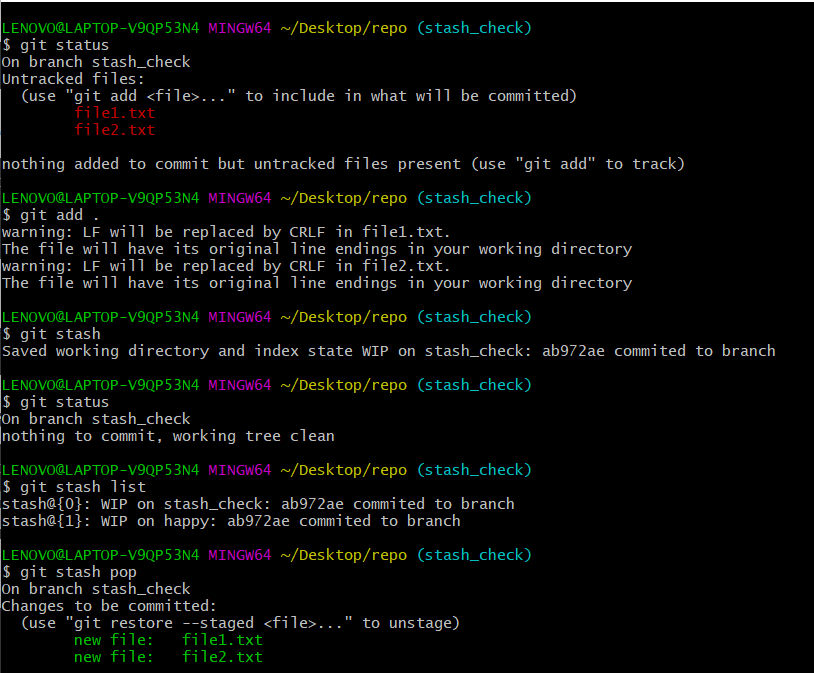 LENOVO@LAPTOP-V9QP53N4 MINGW64 ~/Desktop/repo (stash_check)
$ git status
On branch stash_check
Untracked files:
  (use "git add <file>..." to include in what will be committed)
        file1.txt
        file2.txt

nothing added to commit but untracked files present (use "git add" to track)

LENOVO@LAPTOP-V9QP53N4 MINGW64 ~/Desktop/repo (stash_check)
$ git add .
warning: LF will be replaced by CRLF in file1.txt.
The file will have its original line endings in your working directory
warning: LF will be replaced by CRLF in file2.txt.
The file will have its original line endings in your working directory

LENOVO@LAPTOP-V9QP53N4 MINGW64 ~/Desktop/repo (stash_check)
$ git stash
Saved working directory and index state WIP on stash_check: ab972ae commited to branch

LENOVO@LAPTOP-V9QP53N4 MINGW64 ~/Desktop/repo (stash_check)
$ git status
On branch stash_check
nothing to commit, working tree clean

LENOVO@LAPTOP-V9QP53N4 MINGW64 ~/Desktop/repo (stash_check)
$ git stash list
stash@{0}: WIP on stash_check: ab972ae commited to branch
stash@{1}: WIP on happy: ab972ae commited to branch

LENOVO@LAPTOP-V9QP53N4 MINGW64 ~/Desktop/repo (stash_check)
$ git stash pop
On branch stash_check
Changes to be committed:
  (use "git restore --staged <file>..." to unstage)
        new file:   file1.txt
        new file:   file2.txt